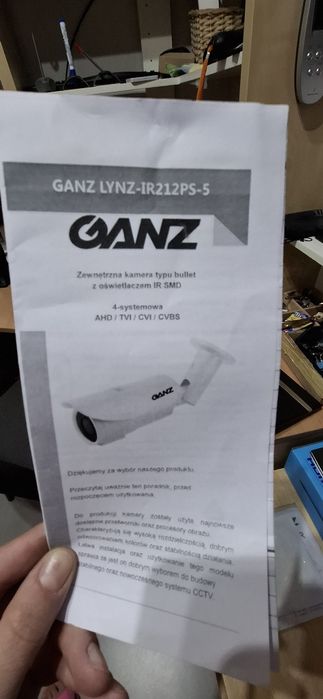 GANZ LYNZ-IR212PS-5
GANZ
Zewnętrzna kamera typu bullet
z oświetlaczem IR SMD
4-systemowa
AHD / TVI / CVI / CVBS
GANZ
Dziękujemy za wybór naszego produktu.
Przeczytaj uważnie ten poradnik, przed
rozpoczęciem użytkowania.
Do produkcji kamery zostały użyta najnowsze
dostępne przetworniki oraz procesory obrazu.
Charakteryzują się wysoką rozdzielczością, dobrym
odwzorowaniem kolorów oraz stabilnością działania.
Łatwa instalacja oraz użytkowanie tego modelu
sprawia że jest on dobrym wyborem do budowy
stabilnego oraz nowoczesnego systemu CCTV.